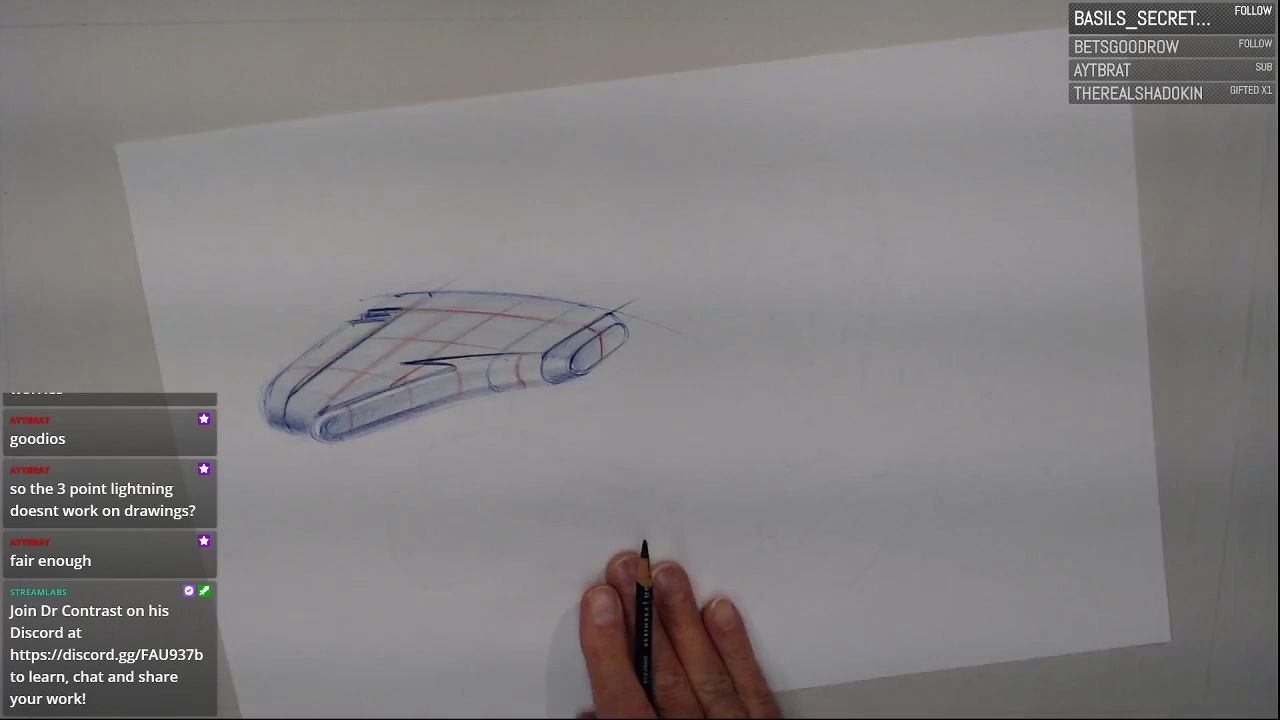 BASILS_SECRET...
FOLLOW
BETSGOODROW
FOLLOW
AYTBRAT
SUB
THEREALSHADOKIN
GIFTED X1
AYTBRAT
goodios
AYTBRAT
so the 3 point lightning
doesnt work on drawings?
AYTBRAT
fair enough
STREAMLABS
Join Dr Contrast on his
Discord at
https://discord.gg/FAU937b
to learn, chat and share
your work!